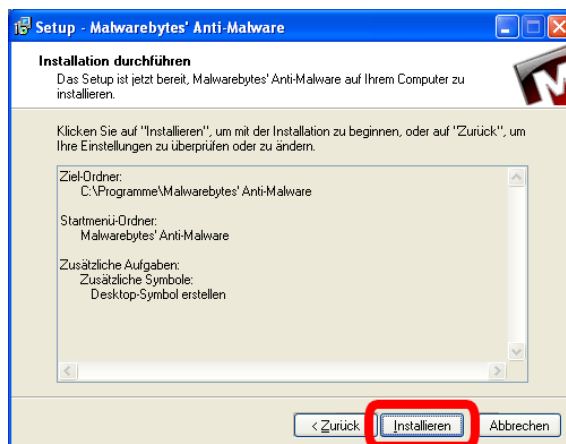 Setup - Malwarebytes' Anti-Malware
Installation durchführen
Das Setup ist jetzt bereit, Malwarebytes' Anti-Malware auf Ihrem Computer zu
installieren.
Klicken Sie auf "Installieren", um mit der Installation zu beginnen, oder auf "Zurück", um
Ihre Einstellungen zu überprüfen oder zu ändern.
Ziel-Ordner:
C:\Programme\Malwarebytes' Anti-Malware
Startmenü-Ordner:
Malwarebytes' Anti-Malware
Zusätzliche Aufgaben:
Zusätzliche Symbole:
Desktop-Symbol erstellen
< Zurück
Installieren
Abbrechen